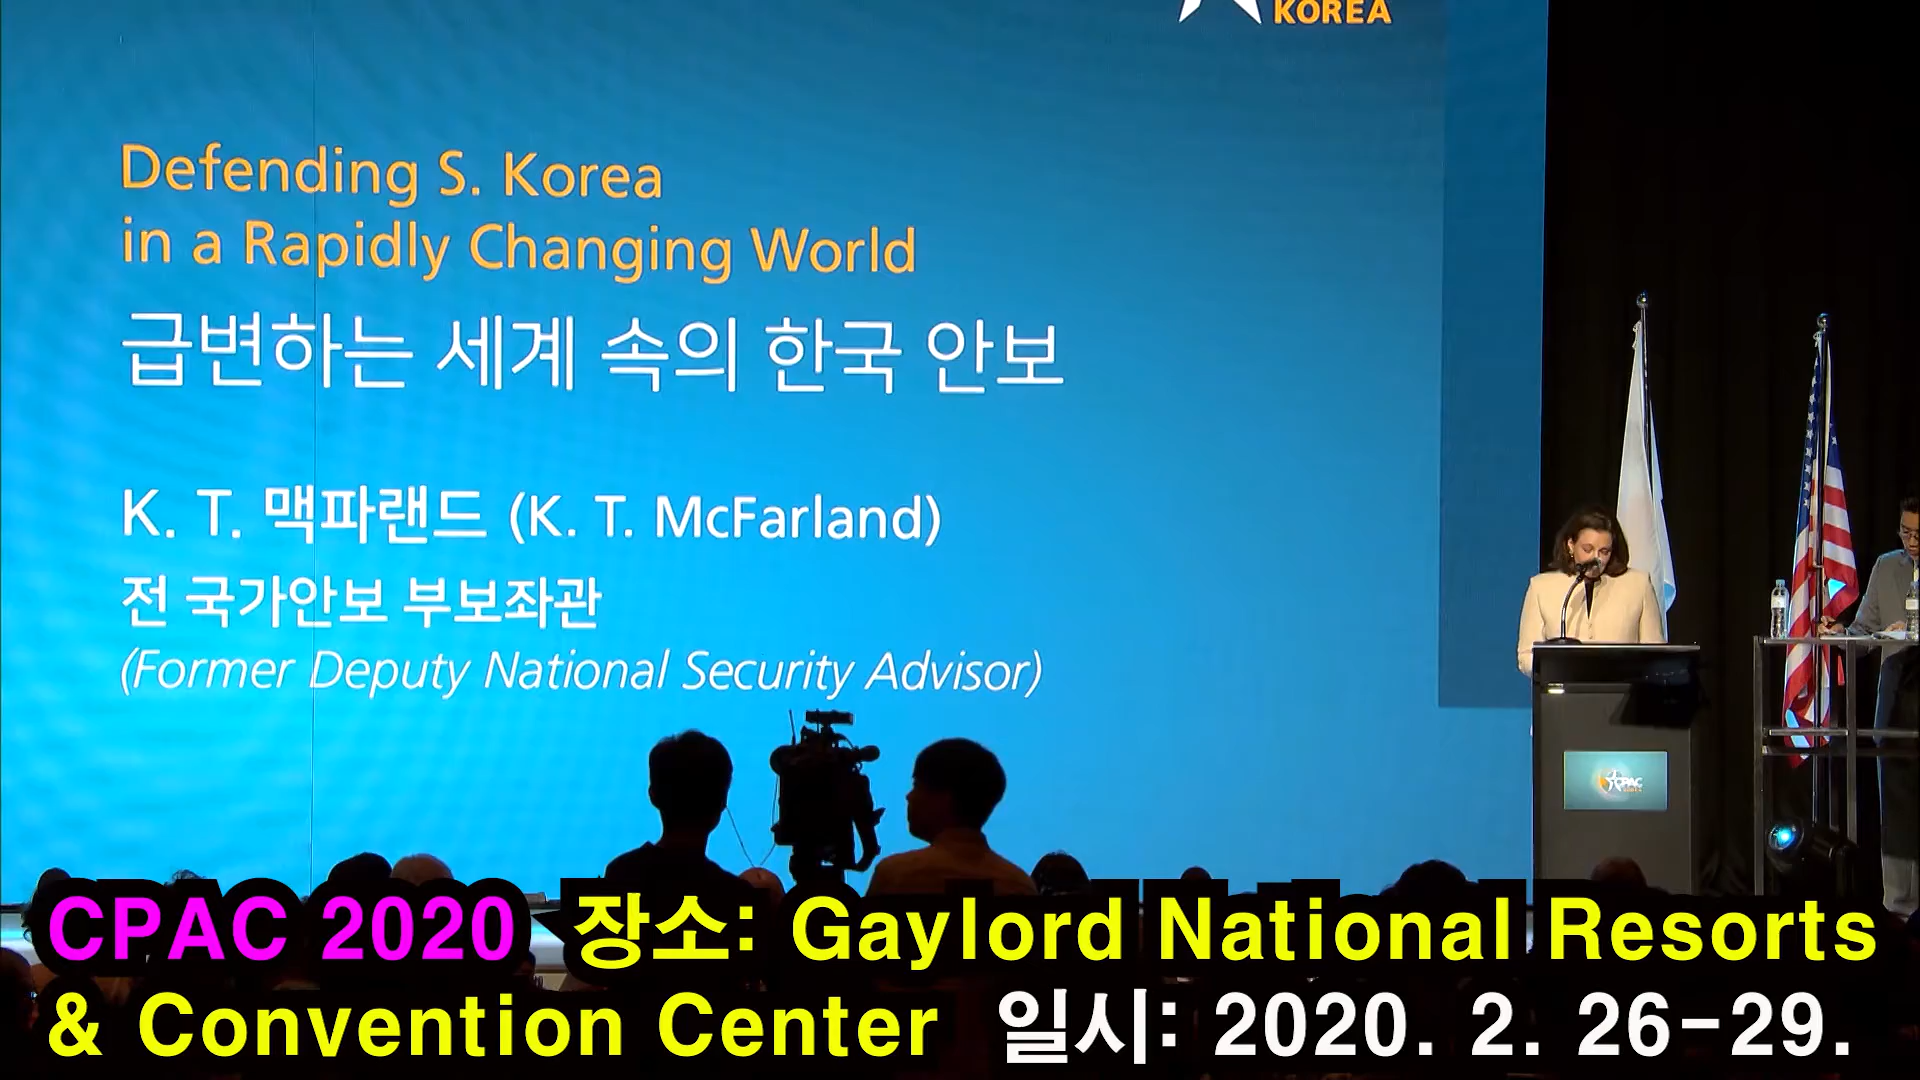 KOREA
Defending S. Korea
in a Rapidly Changing World
급변하는 세계 속의 한국 안보
K. T. 맥파랜드 (K. T. McFarland)
전 국가안보 부보좌관
(Former Deputy National Security Advisor)
CPAC
KOREA
CPAC 2020 장소: Gaylord National Resorts
& Convention Center 일시: 2020. 2. 26-29.